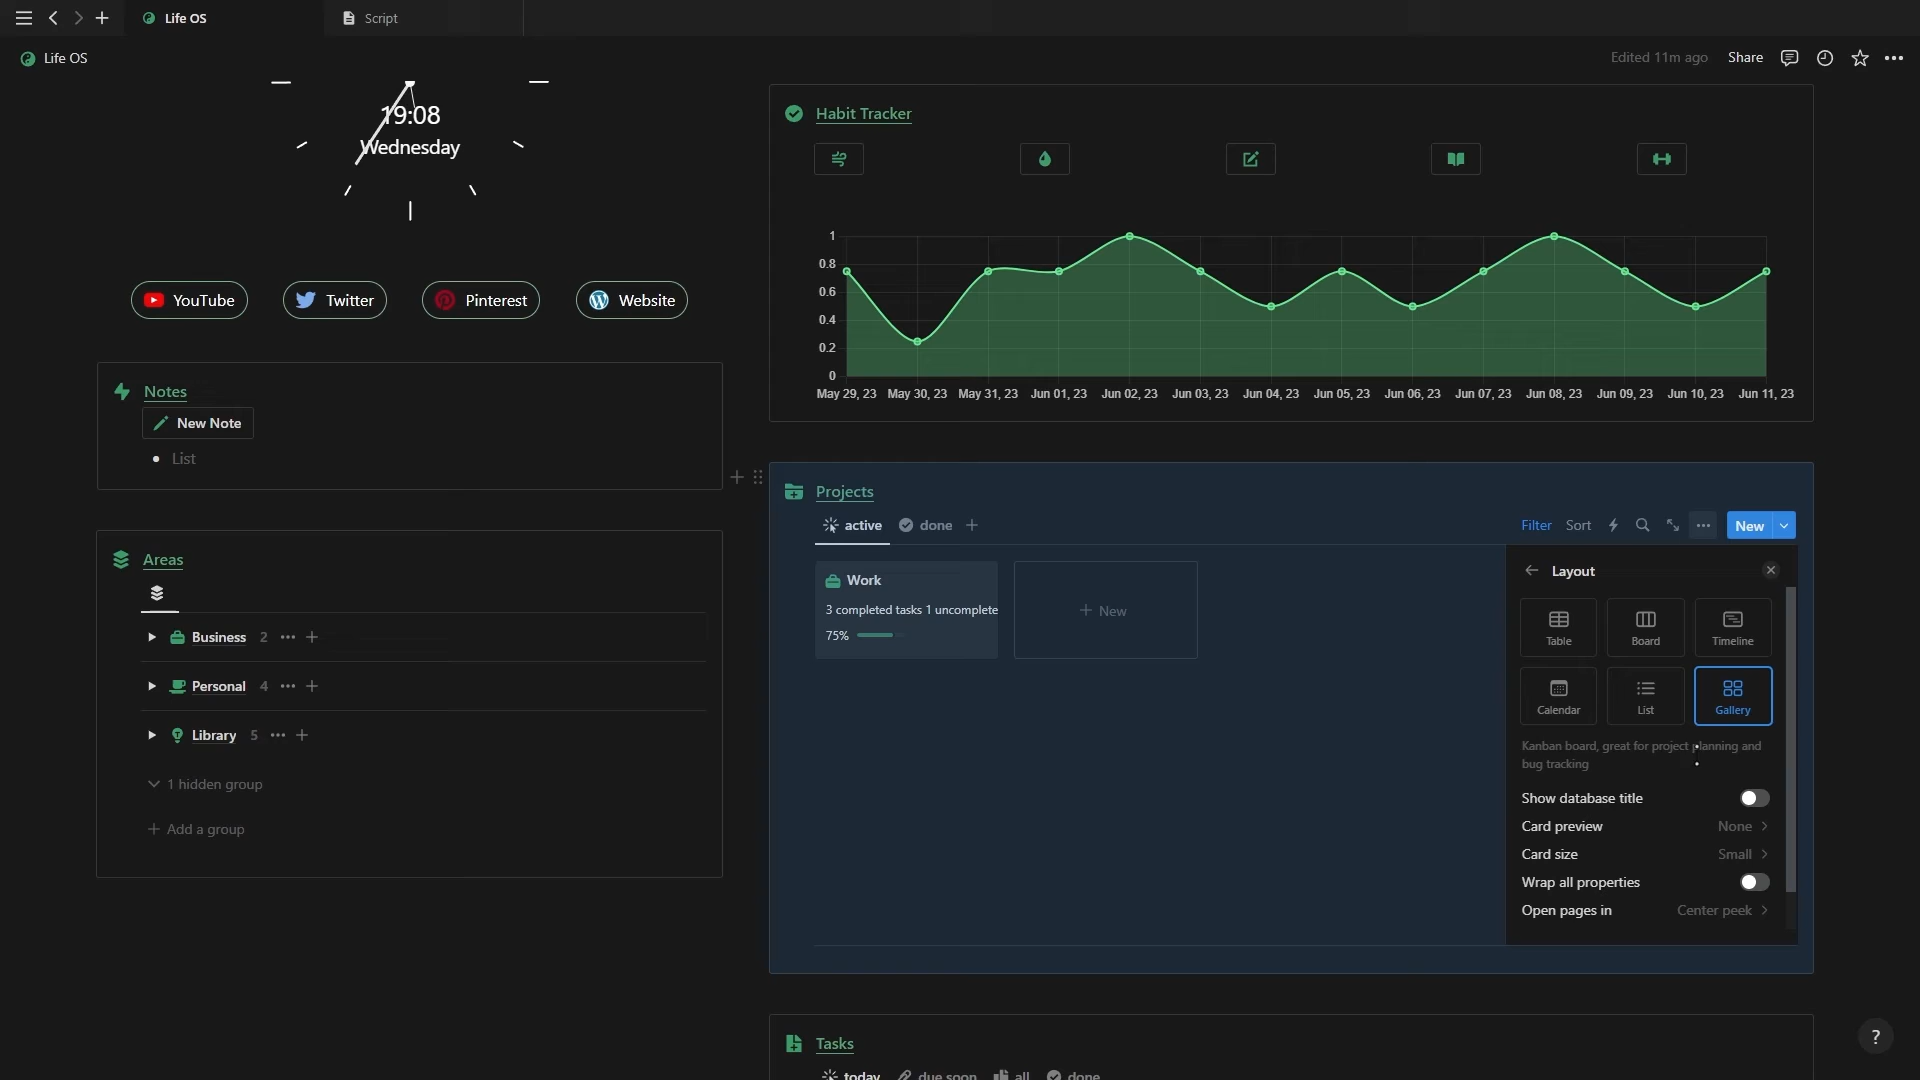 Life OS
Script
Life OS
Edited 11m ago
Share
19:08
Wednesday
YouTube
Twitter
Pinterest
Website
Notes
New Note
List
Areas
Business 2
Personal 4
Library 5
1 hidden group
Add a group
Habit Tracker
1
0.8
0.6
0.4
0.2
0
May 29, 23 May 30, 23 May 31, 23 Jun 01, 23 Jun 02, 23 Jun 03, 23 Jun 04, 23 Jun 05, 23 Jun 06, 23 Jun 07, 23 Jun 08, 23 Jun 09, 23 Jun 10, 23 Jun 11, 23
Projects
active done
Filter Sort
New
Work
3 completed tasks 1 uncomplete
75%
New
Layout
Table Board Timeline
Calendar List Gallery
Kanban board, great for project planning and
bug tracking
Show database title
Card preview None
Card size Small
Wrap all properties
Open pages in Center peek
Tasks
today due soon all done
?